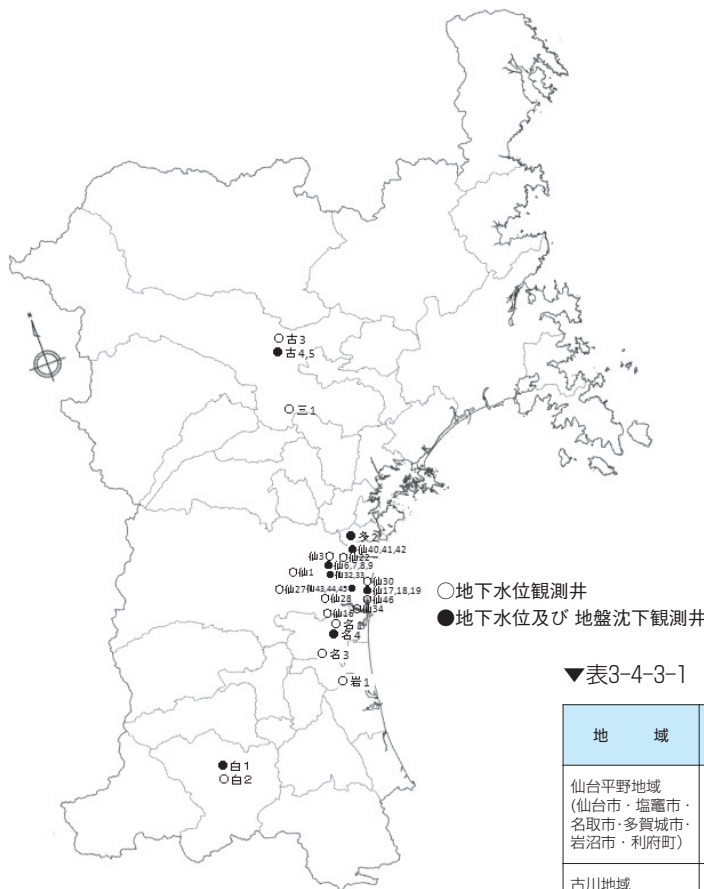 古3
古4,5
三1
多2
仙40,41,42
仙3
仙22
仙6,7,8,9
仙1
仙32,33
仙30
仙27
仙43,44,45
仙17,18,19
仙28
仙46
仙16
仙34
名1
名4
名3
岩1
白1
白2
○地下水位観測井
●地下水位及び 地盤沈下観測井
▼表3-4-3-1
地 域
仙台平野地域
(仙台市・塩竈市・
名取市・多賀城市・
岩沼市・利府町)
古川地域